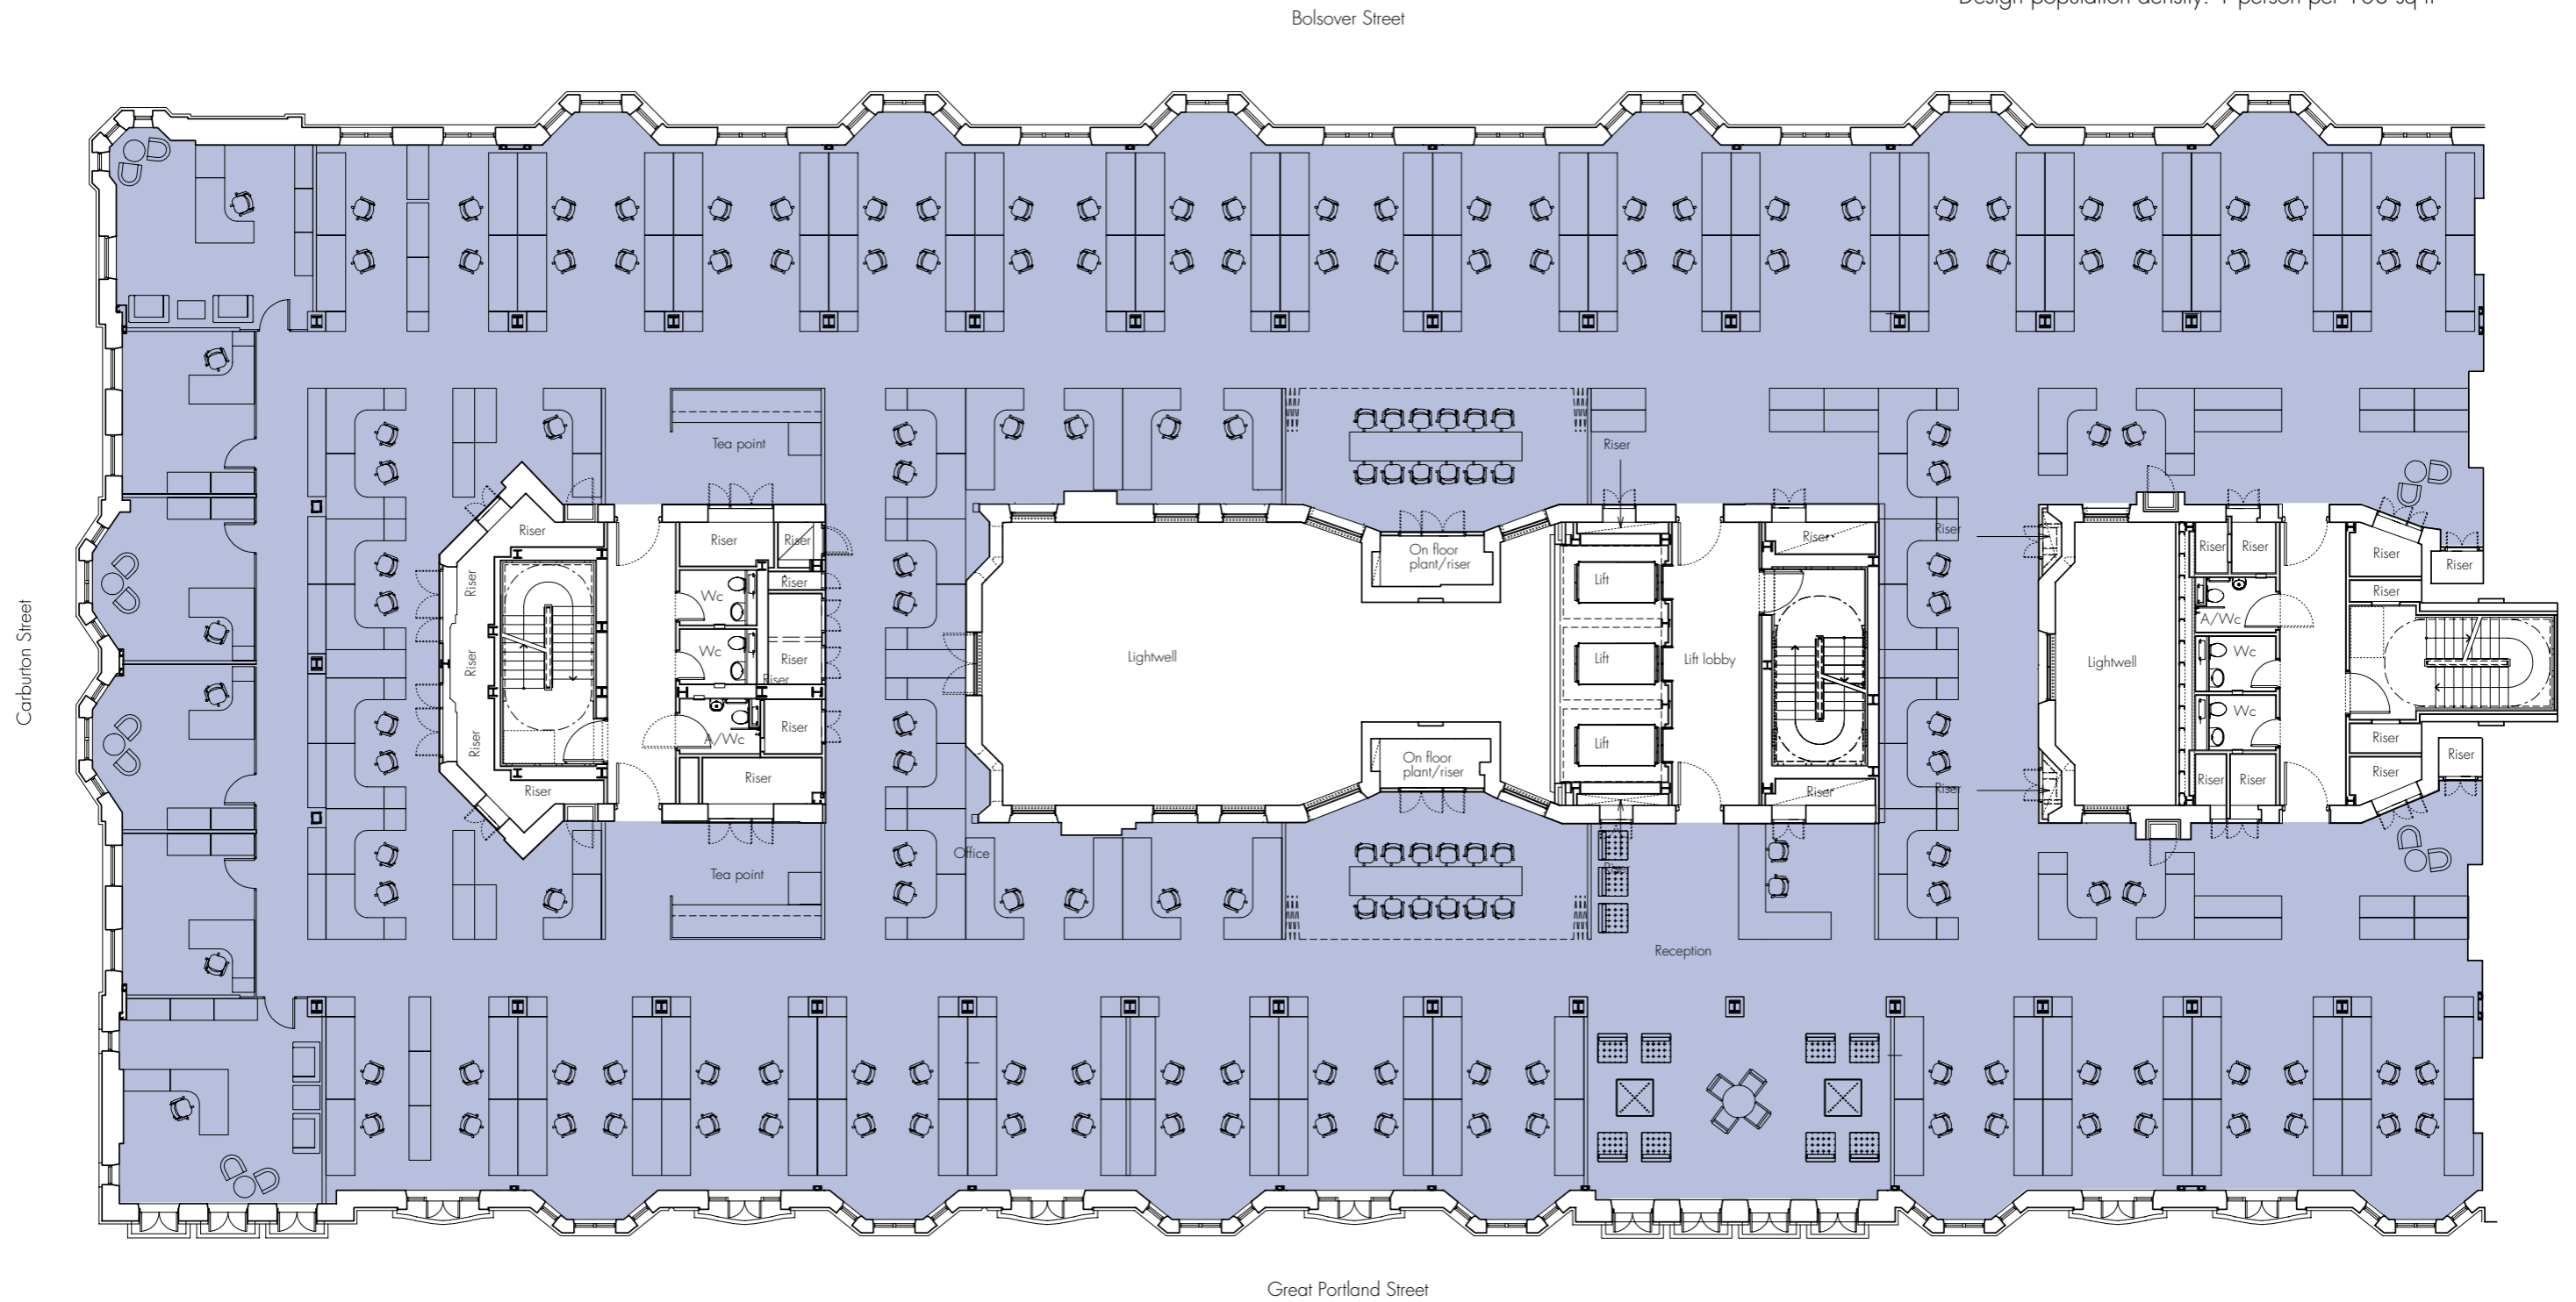 Bolsover Street
Tea point
Riser
Riser
Riser
Riser
On floor
plant/riser
Riser
Riser
Riser
Riser
Riser
Riser
Riser
Riser
Lift
Riser
Wc
A/Wc
Carburton Street
Riser
Wc
Riser
Riser
Lightwell
Lift
Lift lobby
Lightwell
Wc
Wc
Riser
A/Wc
Riser
Riser
Lift
Riser
Riser
On floor
plant/riser
Riser
Riser
Riser
Riser
Riser
Riser
Riser
Office
Tea point
Reception
Great Portland Street